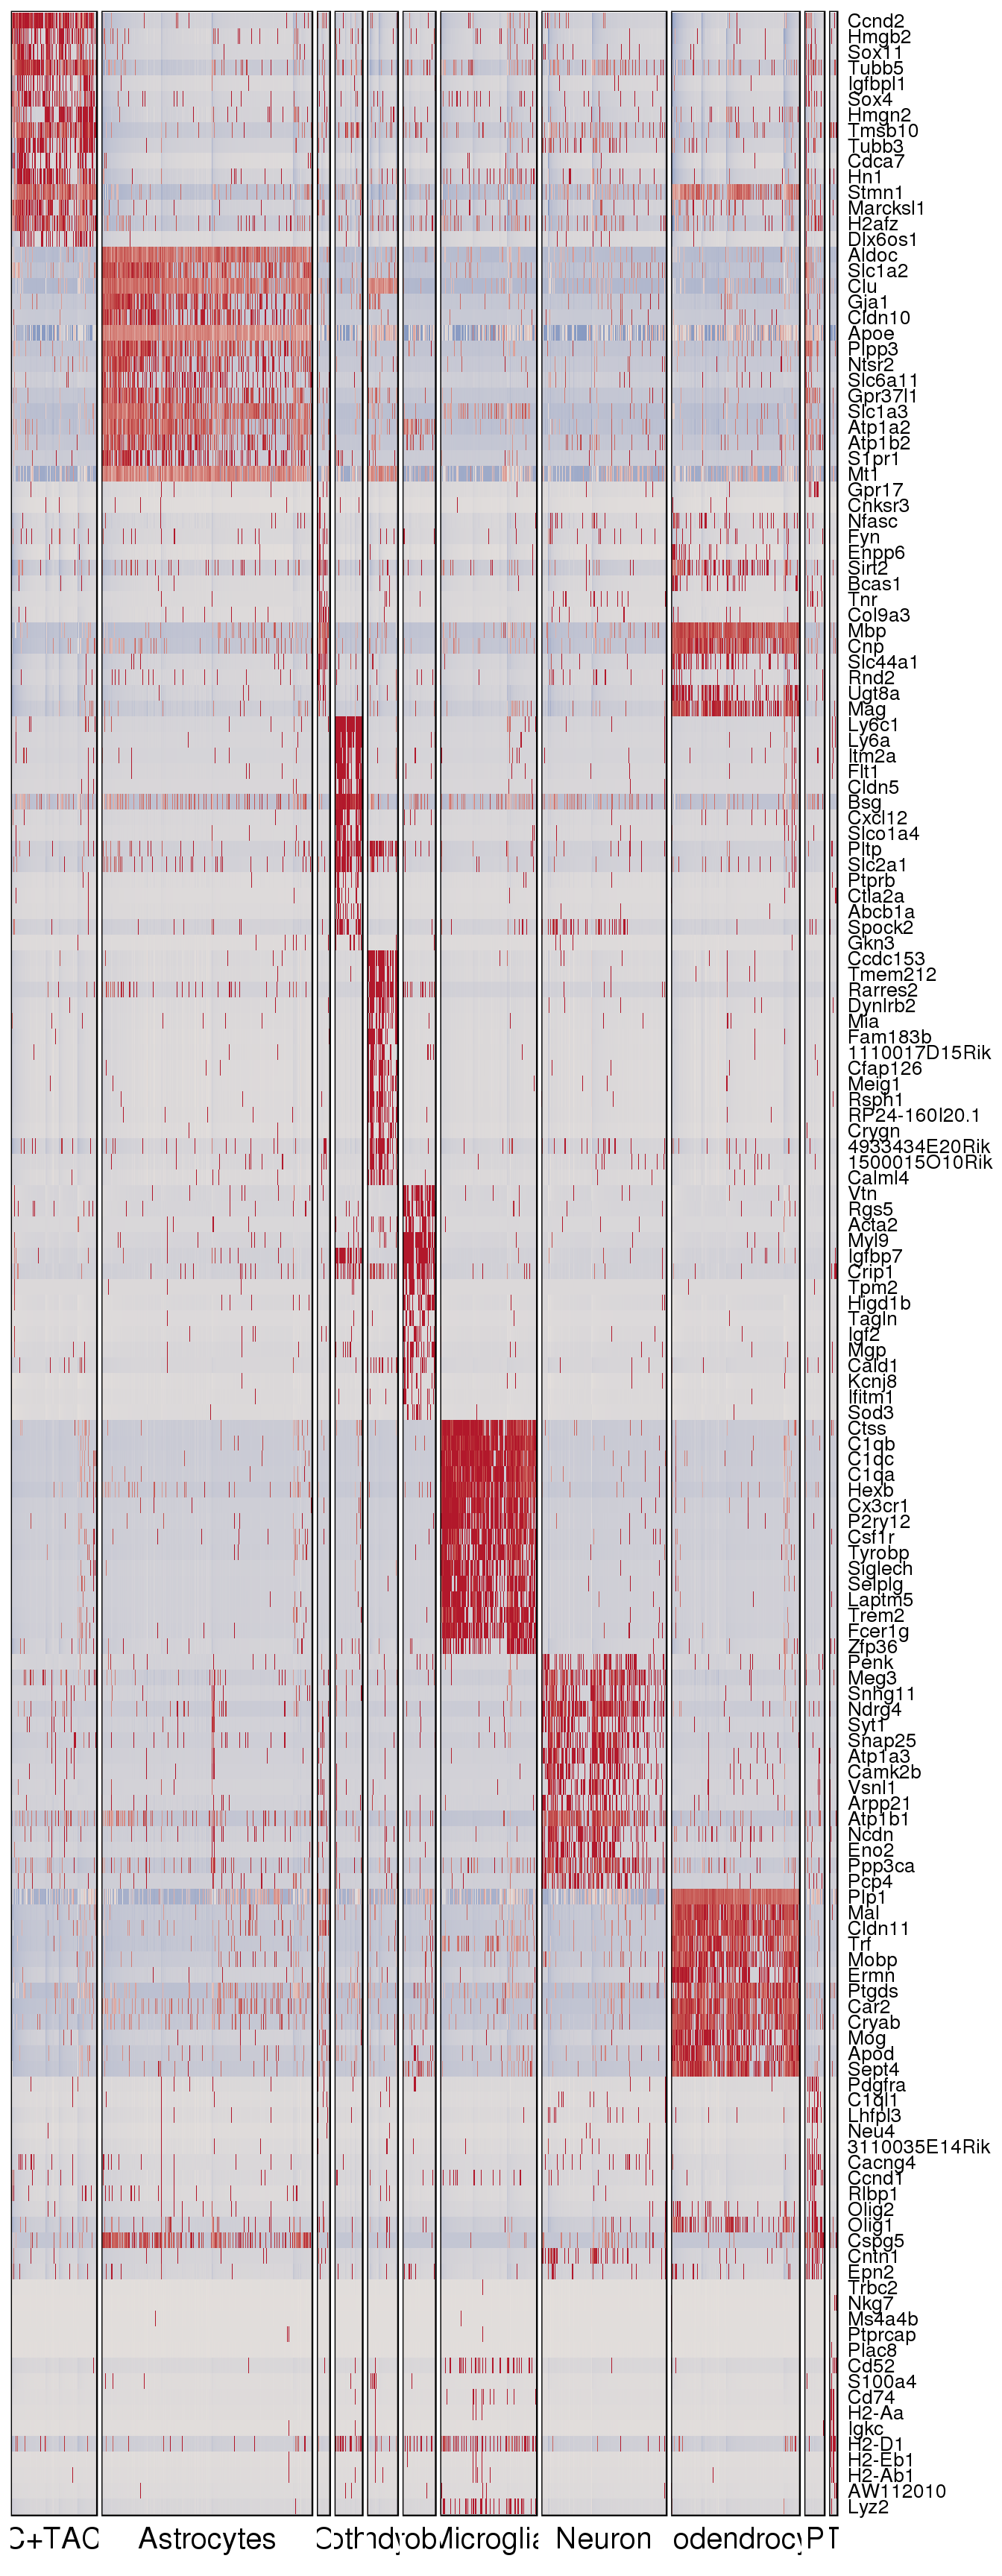 Ccnd2
Hmgb2
Sox11
Tubb5
Igfbpl1
Sox4
Hmgn2
Tmsb10
Tubb3
Cdca7
Hn1
Stmn1
Marcksl1
H2afz
Dlx6os1
Aldoc
Slc1a2
Clu
Gja1
Cldn10
Apoe
Plpp3
Ntsr2
Slc6a11
Gpr37l1
Slc1a3
Atp1a2
Atp1b2
S1pr1
Mt1
Gpr17
Cnksr3
Nfasc
Fyn
Enpp6
Sirt2
Bcas1
Tnr
Col9a3
Mbp
Cnp
Slc44a1
Rnd2
Ugt8a
Mag
Ly6c1
Ly6a
Itm2a
Flt1
Cldn5
Bsg
Cxcl12
Slco1a4
Pltp
Slc2a1
Ptprb
Ctla2a
Abcb1a
Spock2
Gkn3
Ccdc153
Tmem212
Rarres2
Dynlrb2
Mia
Fam183b
1110017D15Rik
Cfap126
Meig1
Rsph1
RP24-160I20.1
Crygn
4933434E20Rik
1500015O10Rik
Calml4
Vtn
Rgs5
Acta2
Myl9
Igfbp7
Crip1
Tpm2
Higd1b
Tagln
Igf2
Mgp
Cald1
Kcnj8
Ifitm1
Sod3
Ctss
C1qb
C1qc
C1qa
Hexb
Cx3cr1
P2ry12
Csf1r
Tyrobp
Siglech
Selplg
Laptm5
Trem2
Fcer1g
Zfp36
Penk
Meg3
Snhg11
Ndrg4
Syt1
Snap25
Atp1a3
Camk2b
Vsnl1
Arpp21
Atp1b1
Ncdn
Eno2
Ppp3ca
Pcp4
Plp1
Mal
Cldn11
Trf
Mobp
Ermn
Ptgds
Car2
Cryab
Mog
Apod
Sept4
Pdgfra
C1ql1
Lhfpl3
Neu4
3110035E14Rik
Cacng4
Ccnd1
Rlbp1
Olig2
Olig1
Cspg5
Cntn1
Epn2
Trbc2
Nkg7
Ms4a4b
Ptprcap
Plac8
Cd52
S100a4
Cd74
H2-Aa
Igkc
H2-D1
H2-Eb1
H2-Ab1
AW112010
Lyz2
C+TAC Astrocytes Microglia Neuron odendrocy